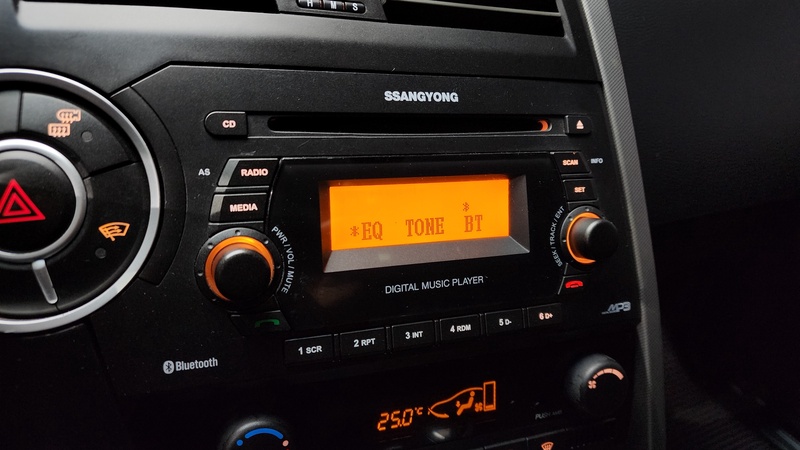 H M S
SSANGYONG
CD
AS RADIO
SCAN INFO
MEDIA
SET
*EQ TONE BT
PWR / VOL / MUTE
SEEK / TRACK / ENT
DIGITAL MUSIC PLAYER
MP3
1 SCR 2 RPT 3 INT 4 RDM 5 D- 6 D+
Bluetooth
25.0°C